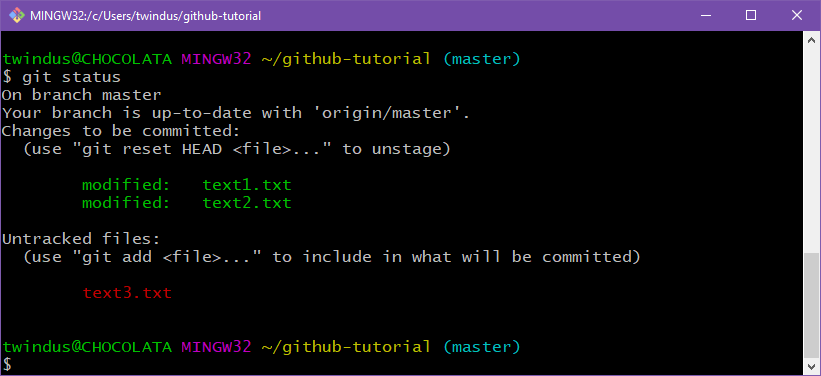 MINGW32:/c/Users/twindus/github-tutorial
twindus@CHOCOLATA MINGW32 ~/github-tutorial (master)
$ git status
On branch master
Your branch is up-to-date with 'origin/master'.
Changes to be committed:
  (use "git reset HEAD <file>..." to unstage)
        modified:   text1.txt
        modified:   text2.txt
Untracked files:
  (use "git add <file>..." to include in what will be committed)
        text3.txt
twindus@CHOCOLATA MINGW32 ~/github-tutorial (master)
$